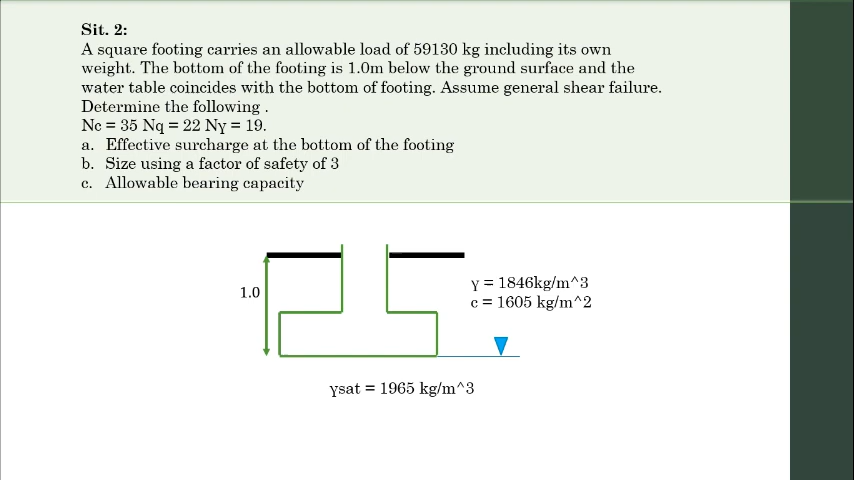 Sit. 2:
A square footing carries an allowable load of 59130 kg including its own
weight. The bottom of the footing is 1.0m below the ground surface and the
water table coincides with the bottom of footing. Assume general shear failure.
Determine the following .
Nc = 35 Nq = 22 Nγ = 19.
a. Effective surcharge at the bottom of the footing
b. Size using a factor of safety of 3
c. Allowable bearing capacity
1.0
γ = 1846kg/m^3
c = 1605 kg/m^2
γsat = 1965 kg/m^3